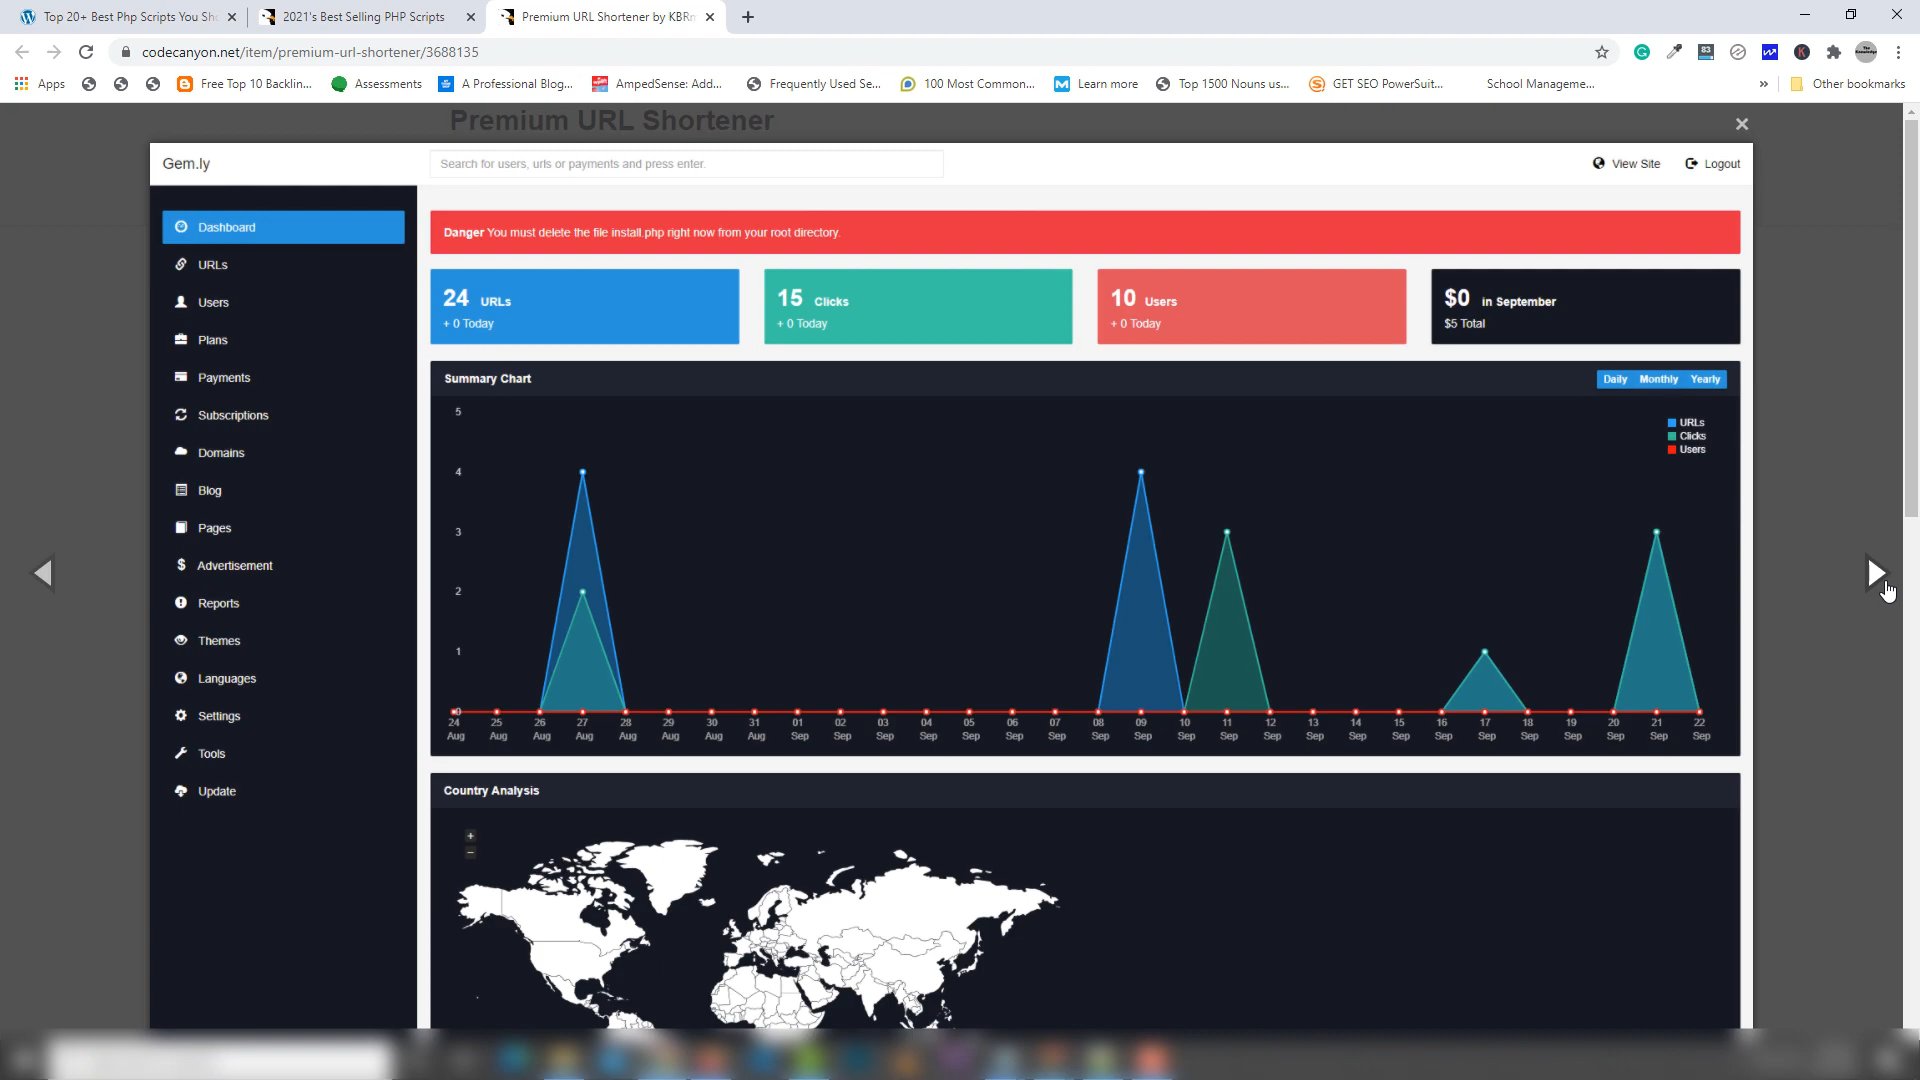 Top 20+ Best Php Scripts You Sho
2021's Best Selling PHP Scripts
Premium URL Shortener by KBRm
codecanyon.net/item/premium-url-shortener/3688135
83
K
Apps
Free Top 10 Backlin...
Assessments
A Professional Blog...
AmpedSense: Add...
Frequently Used Se...
100 Most Common...
Learn more
Top 1500 Nouns us...
GET SEO PowerSuit...
School Manageme...
»
Other bookmarks
Premium URL Shortener
Gem.ly
Search for users, urls or payments and press enter.
View Site
Logout
Dashboard
URLs
Users
Plans
Payments
Subscriptions
Domains
Blog
Pages
Advertisement
Reports
Themes
Languages
Settings
Tools
Update
Danger You must delete the file install php right now from your root directory.
24 URLs
+ 0 Today
15 Clicks
+ 0 Today
10 Users
+ 0 Today
$0 in September
$5 Total
Summary Chart
Daily Monthly Yearly
URLs
Clicks
Users
5
4
3
2
1
0
24 25 26 27 28 29 30 31 01 02 03 04 05 06 07 08 09 10 11 12 13 14 15 16 17 18 19 20 21 22
Aug Aug Aug Aug Aug Aug Aug Aug Sep Sep Sep Sep Sep Sep Sep Sep Sep Sep Sep Sep Sep Sep Sep Sep Sep Sep Sep Sep Sep Sep
Country Analysis
+
−